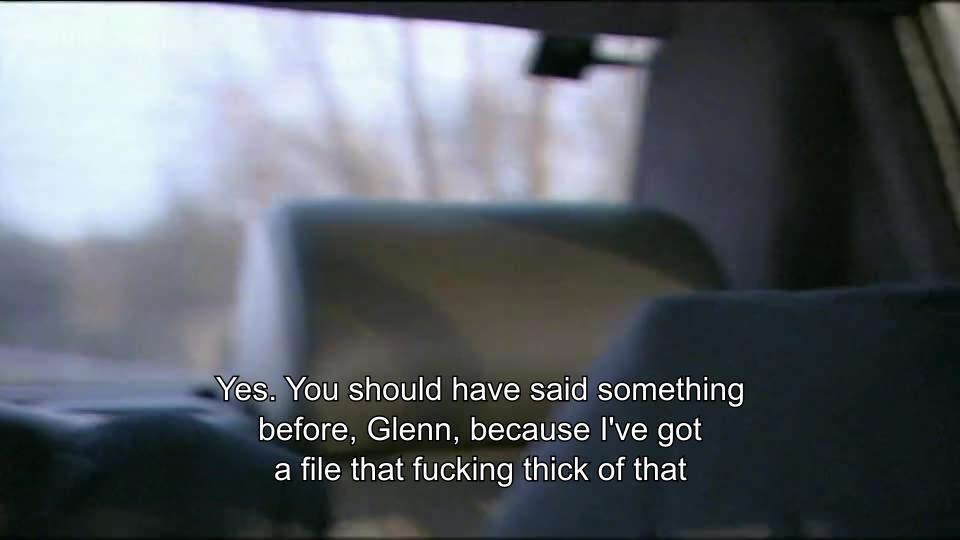 Yes. You should have said something
before, Glenn, because I've got
a file that fucking thick of that